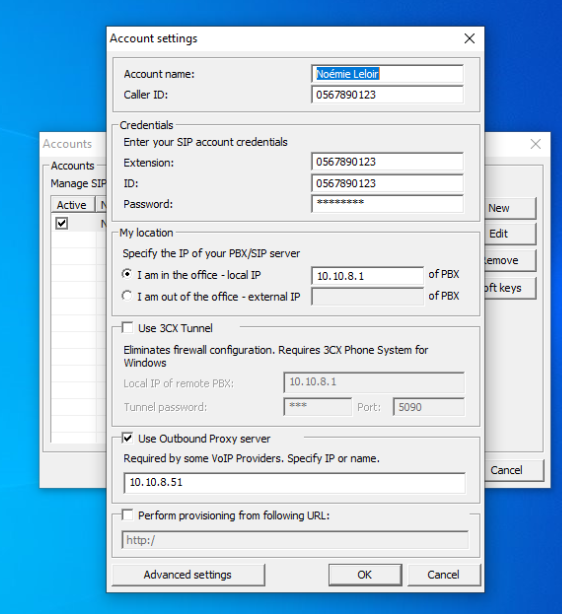 Account settings
Account name: Noémie Leloir
Caller ID: 0567890123
Credentials
Enter your SIP account credentials
Extension: 0567890123
ID: 0567890123
Password: ********
My location
Specify the IP of your PBX/SIP server
I am in the office - local IP 10.10.8.1 of PBX
I am out of the office - external IP of PBX
Use 3CX Tunnel
Eliminates firewall configuration. Requires 3CX Phone System for
Windows
Local IP of remote PBX: 10.10.8.1
Tunnel password: *** Port: 5090
Use Outbound Proxy server
Required by some VoIP Providers. Specify IP or name.
10.10.8.51
Perform provisioning from following URL:
http:/
Advanced settings OK Cancel
Accounts
Accounts
Manage SIP
Active N
N
New
Edit
emove
oft keys
Cancel